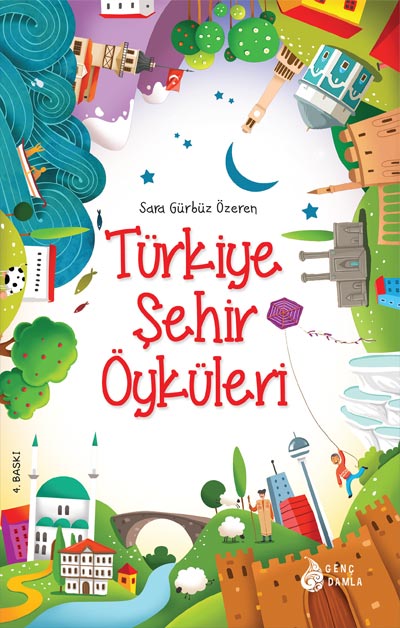 Sara Gürbüz Özeren
Türkiye
Şehir
Öyküleri
4. BASKI
GENÇ
DAMLA